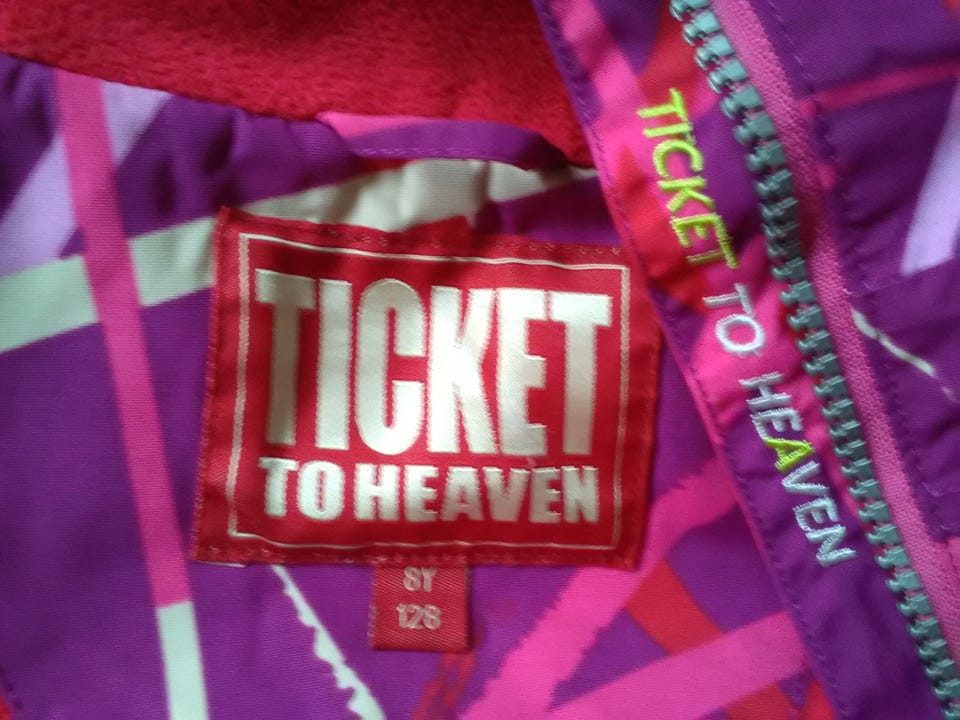 TICKET
TO HEAVEN
8Y
128
TICKET TO HEAVEN